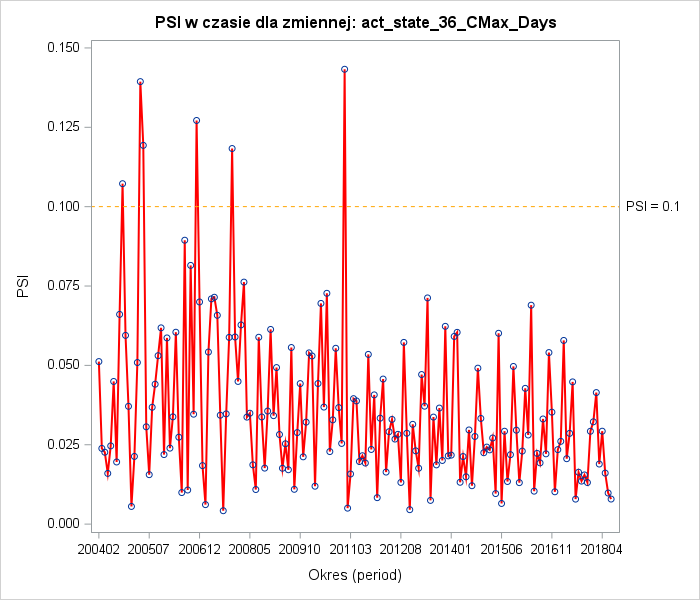 PSI w czasie dla zmiennej: act_state_36_CMax_Days
0.150
0.125
0.100
0.075
0.050
0.025
0.000
PSI
PSI = 0.1
200402 200507 200612 200805 200910 201103 201208 201401 201506 201611 201804
Okres (period)